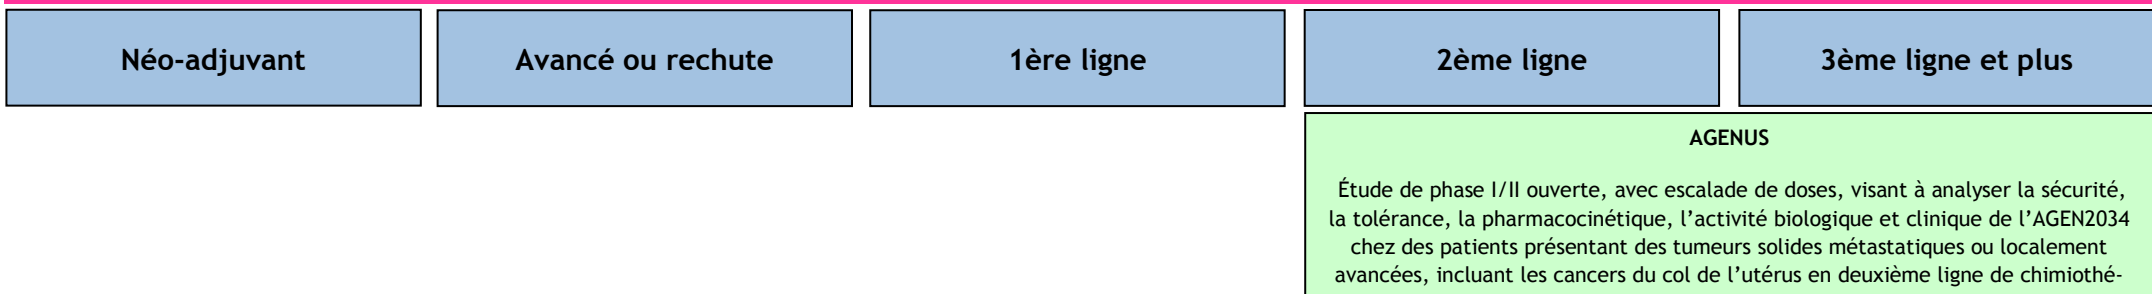 Néo-adjuvant
Avancé ou rechute
1ère ligne
2ème ligne
3ème ligne et plus
AGENUS
Étude de phase I/II ouverte, avec escalade de doses, visant à analyser la sécurité,
la tolérance, la pharmacocinétique, l’activité biologique et clinique de l’AGEN2034
chez des patients présentant des tumeurs solides métastatiques ou localement
avancées, incluant les cancers du col de l’utérus en deuxième ligne de chimiothé-